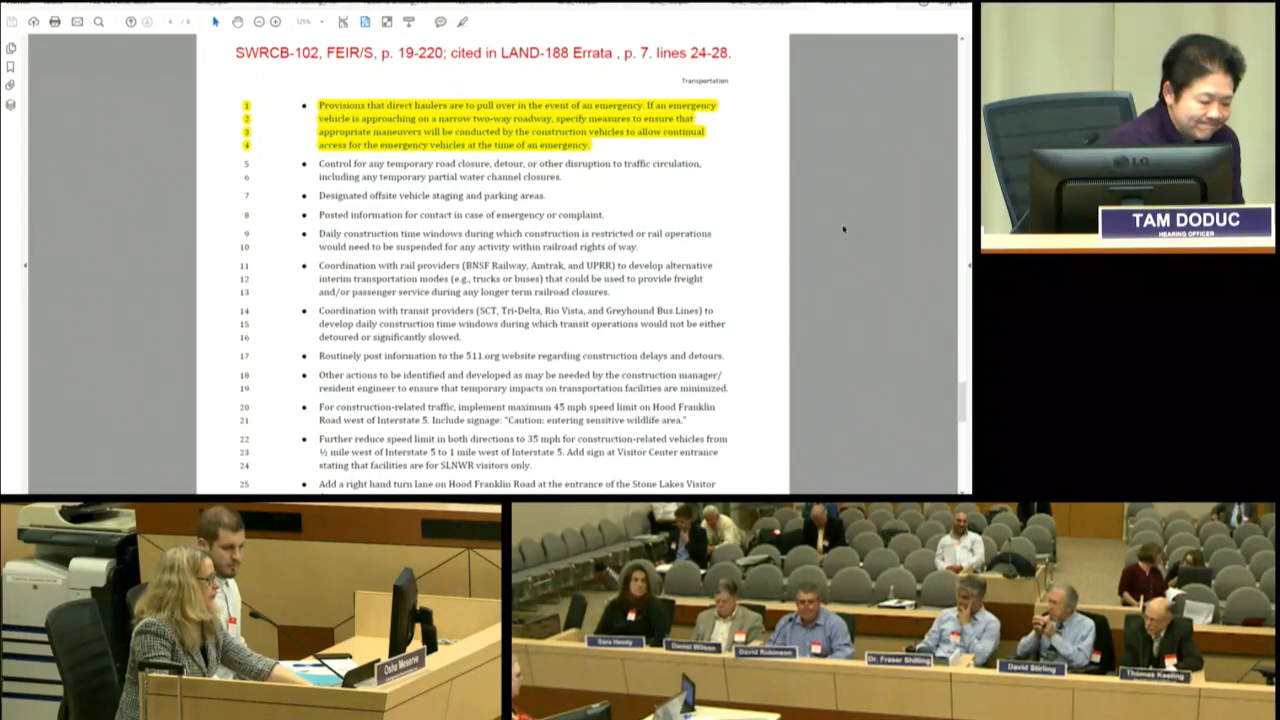 125%
SWRCB-102, FEIR/S, p. 19-220; cited in LAND-188 Errata , p. 7. lines 24-28.
Transportation
1 • Provisions that direct haulers are to pull over in the event of an emergency. If an emergency
2 vehicle is approaching on a narrow two-way roadway, specify measures to ensure that
3 appropriate maneuvers will be conducted by the construction vehicles to allow continual
4 access for the emergency vehicles at the time of an emergency.
5 • Control for any temporary road closure, detour, or other disruption to traffic circulation,
6 including any temporary partial water channel closures.
7 • Designated offsite vehicle staging and parking areas.
8 • Posted information for contact in case of emergency or complaint.
9 • Daily construction time windows during which construction is restricted or rail operations
10 would need to be suspended for any activity within railroad rights of way.
11 • Coordination with rail providers (BNSF Railway, Amtrak, and UPRR) to develop alternative
12 interim transportation modes (e.g., trucks or buses) that could be used to provide freight
13 and/or passenger service during any longer term railroad closures.
14 • Coordination with transit providers (SCT, Tri-Delta, Rio Vista, and Greyhound Bus Lines) to
15 develop daily construction time windows during which transit operations would not be either
16 detoured or significantly slowed.
17 • Routinely post information to the 511.org website regarding construction delays and detours.
18 • Other actions to be identified and developed as may be needed by the construction manager/
19 resident engineer to ensure that temporary impacts on transportation facilities are minimized.
20 • For construction-related traffic, implement maximum 45 mph speed limit on Hood Franklin
21 Road west of Interstate 5. Include signage: "Caution: entering sensitive wildlife area."
22 • Further reduce speed limit in both directions to 35 mph for construction-related vehicles from
23 ½ mile west of Interstate 5 to 1 mile west of Interstate 5. Add sign at Visitor Center entrance
24 stating that facilities are for SLNWR visitors only.
25 • Add a right hand turn lane on Hood Franklin Road at the entrance of the Stone Lakes Visitor
LG
TAM DODUC
HEARING OFFICER
Osha Meserve
Sara Hemly
Daniel Wilson
David Robinson
Dr. Fraser Shilling
David Stirling
Thomas Keeling